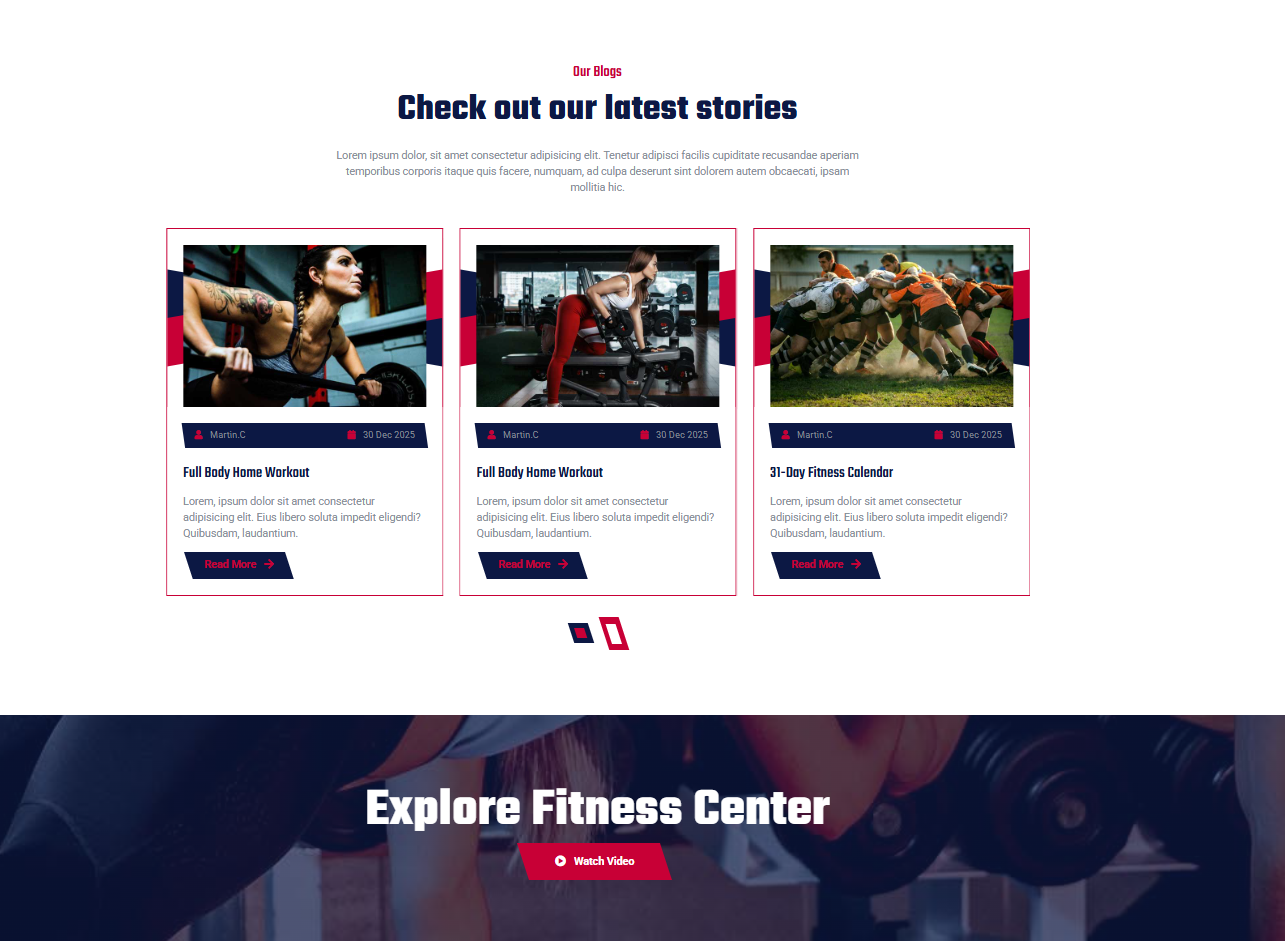 Our Blogs
Check out our latest stories
Lorem ipsum dolor, sit amet consectetur adipisicing elit. Tenetur adipisci facilis cupiditate recusandae aperiam
temporibus corporis itaque quis facere, numquam, ad culpa deserunt sint dolorem autem obcaecati, ipsam
mollitia hic.
Martin.C 30 Dec 2025
Full Body Home Workout
Lorem, ipsum dolor sit amet consectetur
adipisicing elit. Eius libero soluta impedit eligendi?
Quibusdam, laudantium.
Read More
Martin.C 30 Dec 2025
Full Body Home Workout
Lorem, ipsum dolor sit amet consectetur
adipisicing elit. Eius libero soluta impedit eligendi?
Quibusdam, laudantium.
Read More
Martin.C 30 Dec 2025
31-Day Fitness Calendar
Lorem, ipsum dolor sit amet consectetur
adipisicing elit. Eius libero soluta impedit eligendi?
Quibusdam, laudantium.
Read More
Explore Fitness Center
Watch Video